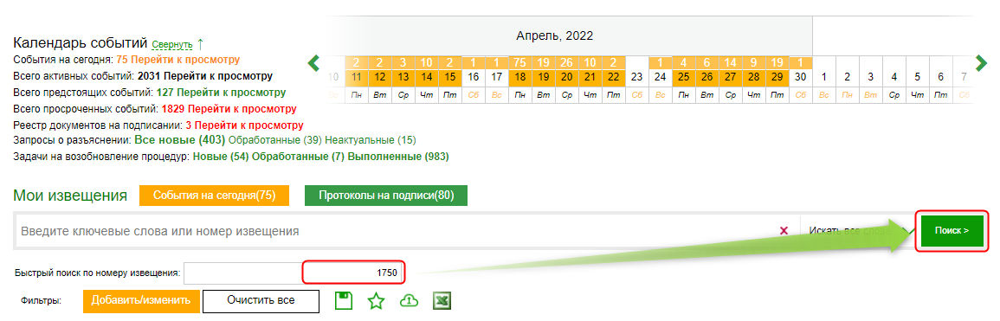 Апрель, 2022
Календарь событий Свернуть ↑
События на сегодня: 75 Перейти к просмотру
2 2 3 10 2 1 1 75 19 26 10 2 1 4 6 14 9 19 1
Всего активных событий: 2031 Перейти к просмотру
10 11 12 13 14 15 16 17 18 19 20 21 22 23 24 25 26 27 28 29 30 1 2 3 4 5 6 7
Всего предстоящих событий: 127 Перейти к просмотру
Сб Пн Вт Ср Чт Пт Сб Вс Пн Вт Ср Чт Пт Сб Вс Пн Вт Ср Чт Пт Сб Вс Пн Вт Ср Чт Пт Сб
Всего просроченных событий: 1829 Перейти к просмотру
Реестр документов на подписании: 3 Перейти к просмотру
Запросы о разъяснении: Все новые (403) Обработанные (39) Неактуальные (15)
Задачи на возобновление процедур: Новые (54) Обработанные (7) Выполненные (983)
Мои извещения События на сегодня(75) Протоколы на подписи(80)
Введите ключевые слова или номер извещения Искать все слова Поиск >
Быстрый поиск по номеру извещения: 1750
Фильтры: Добавить/изменить Очистить все